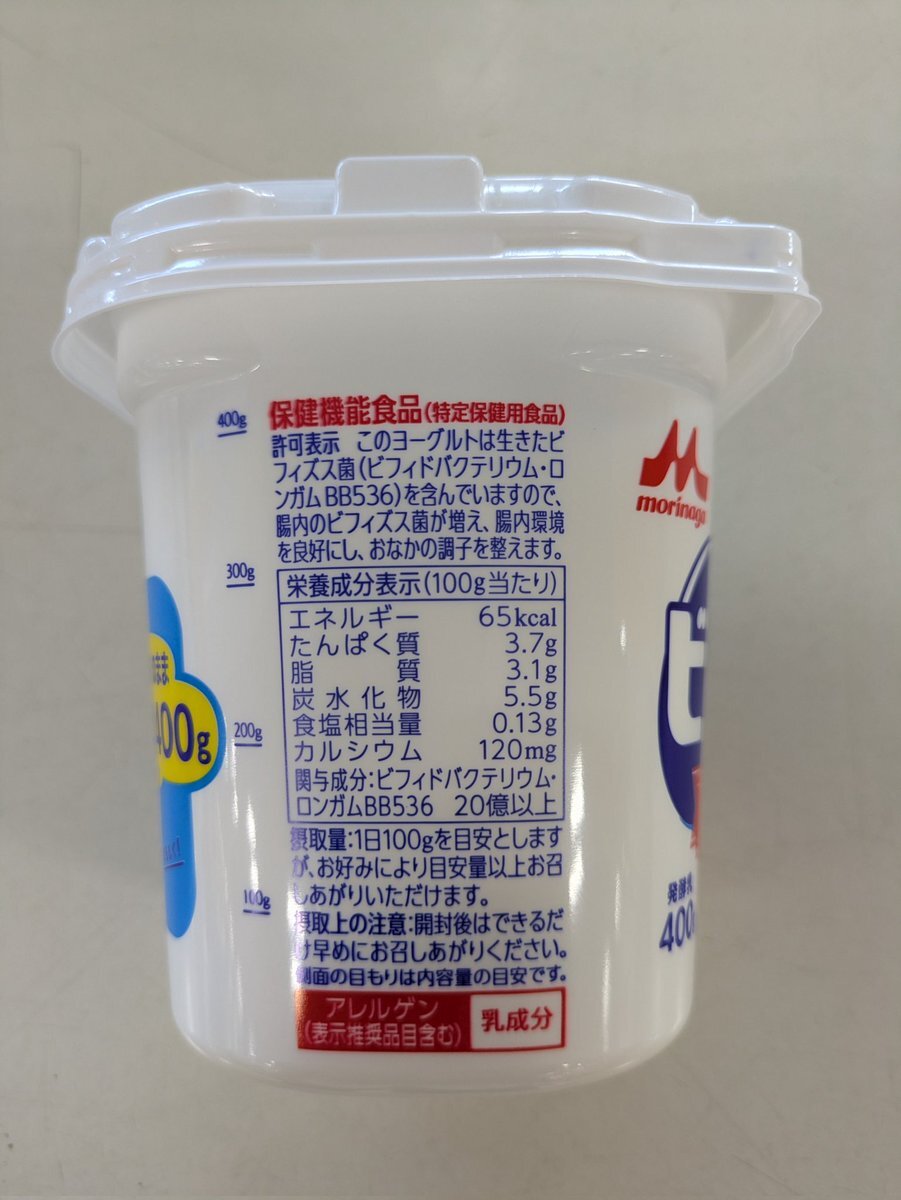 400g
300g
200g
100g
保健機能食品(特定保健用食品)
許可表示 このヨーグルトは生きたビ
フィズス菌(ビフィドバクテリウム・ロ
ンガムBB536)を含んでいますので、
腸内のビフィズス菌が増え、腸内環境
を良好にし、おなかの調子を整えます。
栄養成分表示(100g当たり)
エネルギー 65kcal
たんぱく質 3.7g
脂質 3.1g
炭水化物 5.5g
食塩相当量 0.13g
カルシウム 120mg
関与成分:ビフィドバクテリウム・
ロンガムBB536 20億以上
摂取量:1日100gを目安とします
が、お好みにより目安量以上お召
しあがりいただけます。
摂取上の注意:開封後はできるだ
け早めにお召しあがりください。
側面の目もりは内容量の目安です。
アレルゲン
(表示推奨品目含む)
乳成分
まま
400g
morinaga
ビ
発酵乳
400